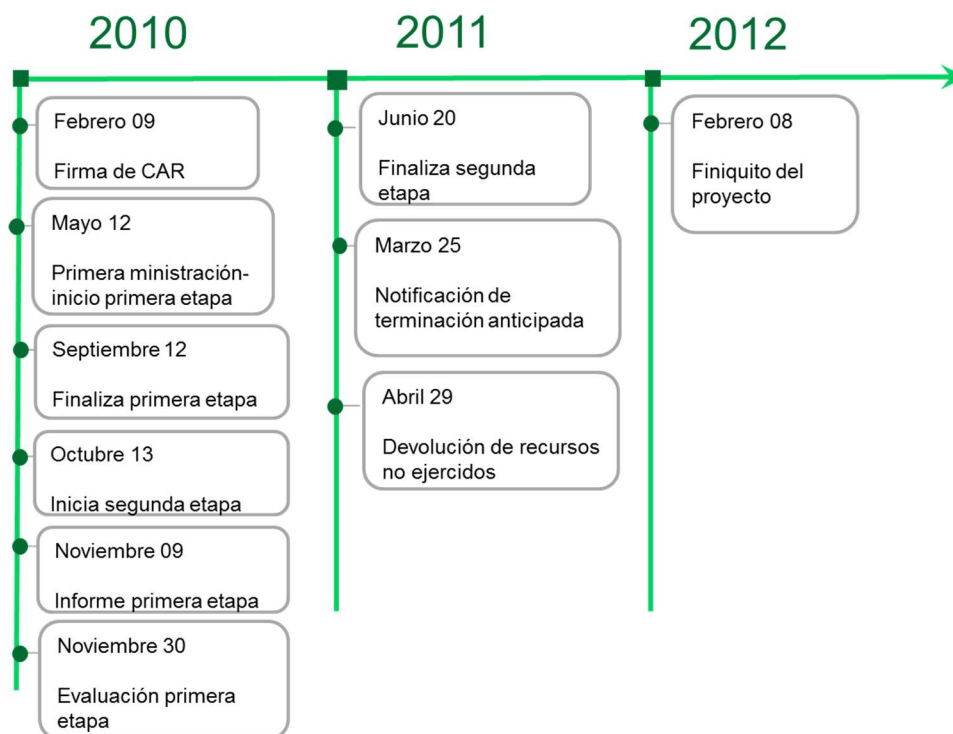 2010
2011
2012
Febrero 09
Firma de CAR
Mayo 12
Primera ministración-
inicio primera etapa
Septiembre 12
Finaliza primera etapa
Octubre 13
Inicia segunda etapa
Noviembre 09
Informe primera etapa
Noviembre 30
Evaluación primera
etapa
Junio 20
Finaliza segunda
etapa
Marzo 25
Notificación de
terminación anticipada
Abril 29
Devolución de recursos
no ejercidos
Febrero 08
Finiquito del
proyecto